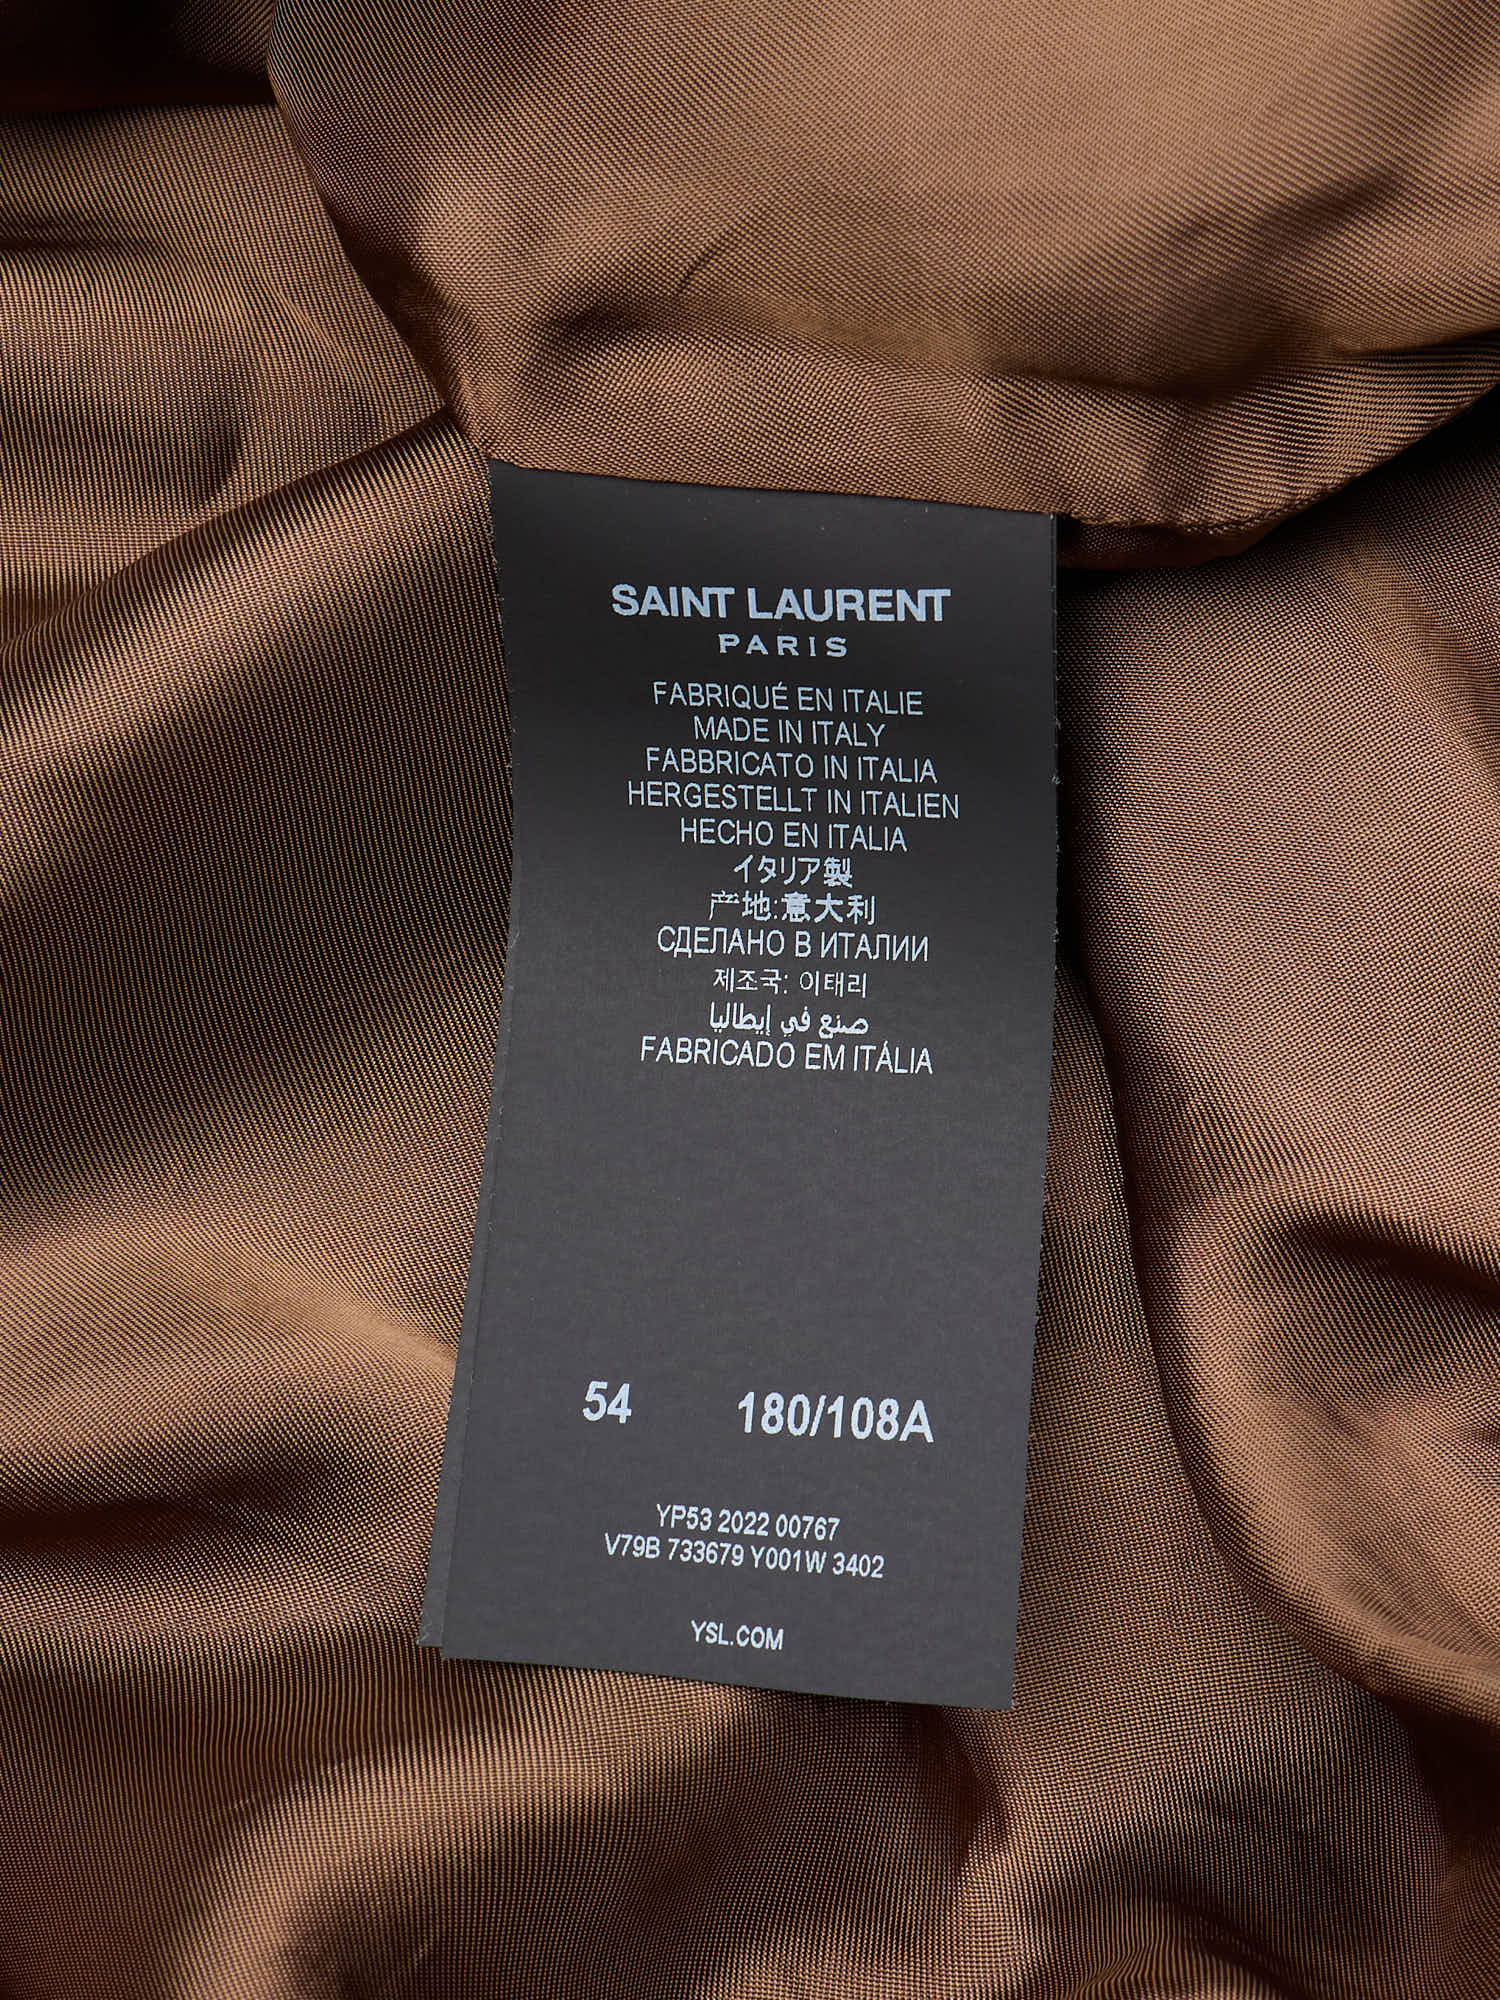 SAINT LAURENT
PARIS
FABRIQUÉ EN ITALIE
MADE IN ITALY
FABBRICATO IN ITALIA
HERGESTELLT IN ITALIEN
HECHO EN ITALIA
イタリア製
产地:意大利
СДЕЛАНО В ИТАЛИИ
제조국: 이태리
صنع في إيطاليا
FABRICADO EM ITÁLIA
54 180/108A
YP53 2022 00767
V79B 733679 Y001W 3402
YSL.COM